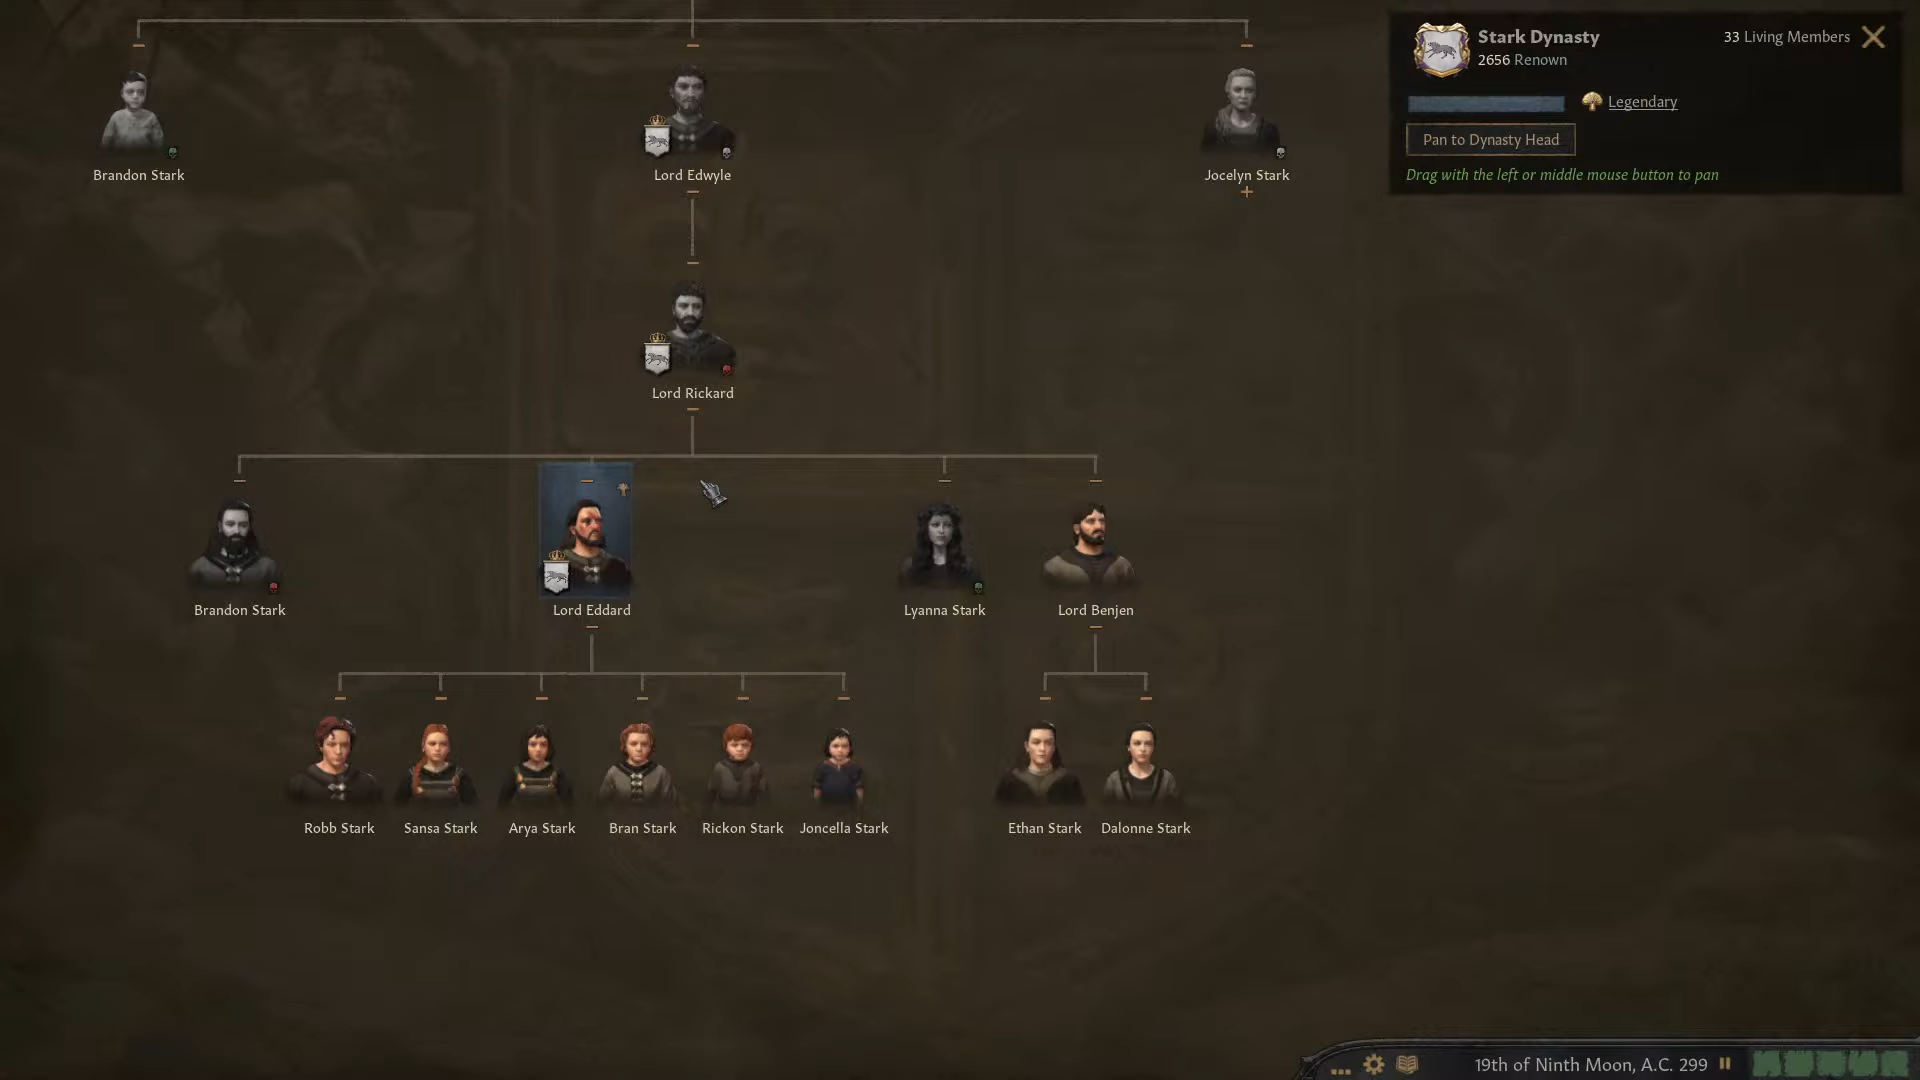 Stark Dynasty
33 Living Members
2656 Renown
Legendary
Pan to Dynasty Head
Drag with the left or middle mouse button to pan
Brandon Stark
Lord Edwyle
Jocelyn Stark
Lord Rickard
Brandon Stark
Lord Eddard
Lyanna Stark
Lord Benjen
Robb Stark
Sansa Stark
Arya Stark
Bran Stark
Rickon Stark
Joncella Stark
Ethan Stark
Dalonne Stark
19th of Ninth Moon, A.C. 299